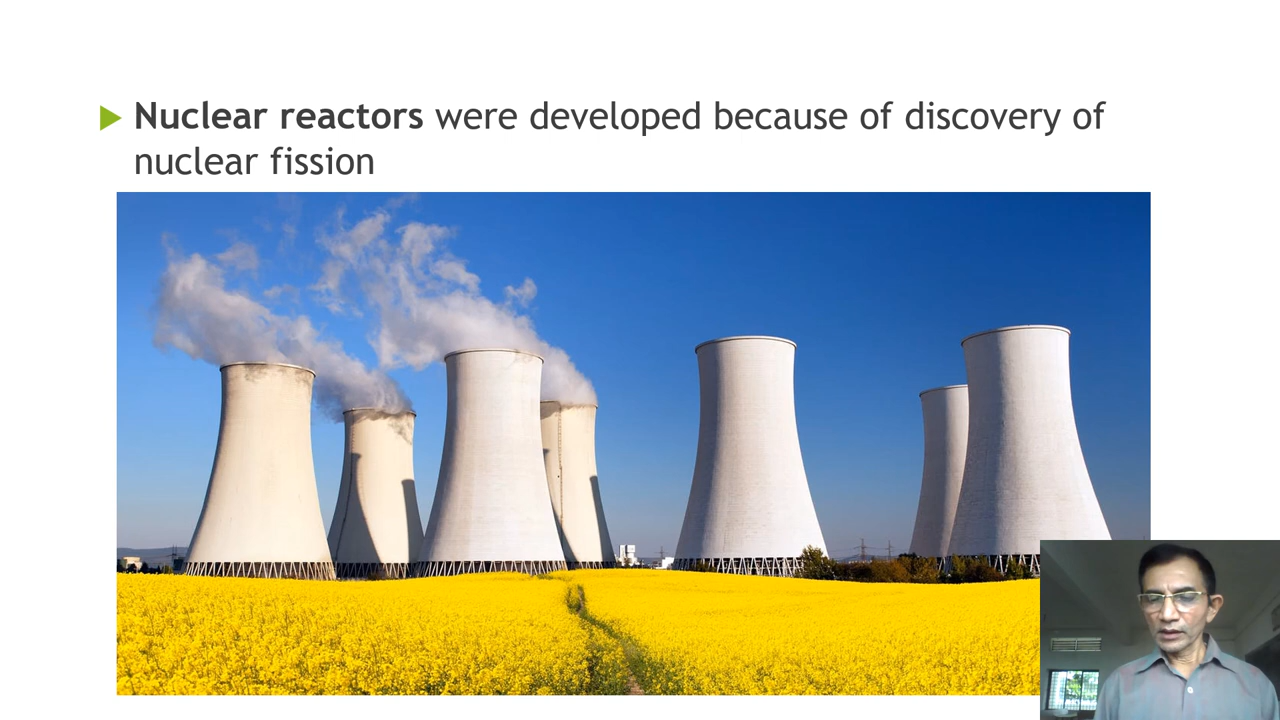 Nuclear reactors were developed because of discovery of
nuclear fission